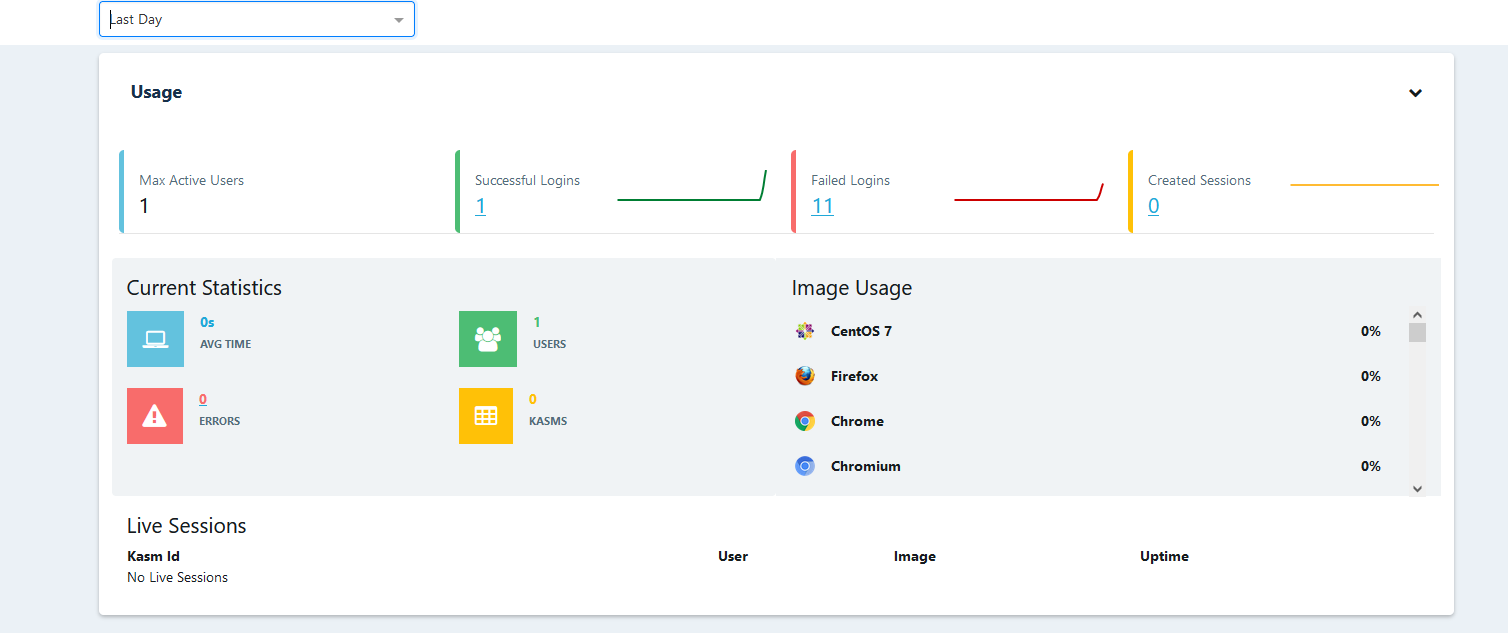 Last Day
Usage
Max Active Users
1
Successful Logins
1
Failed Logins
11
Created Sessions
0
Current Statistics
0s
AVG TIME
1
USERS
0
ERRORS
0
KASMS
Image Usage
CentOS 7 0%
Firefox 0%
Chrome 0%
Chromium 0%
Live Sessions
Kasm Id User Image Uptime
No Live Sessions